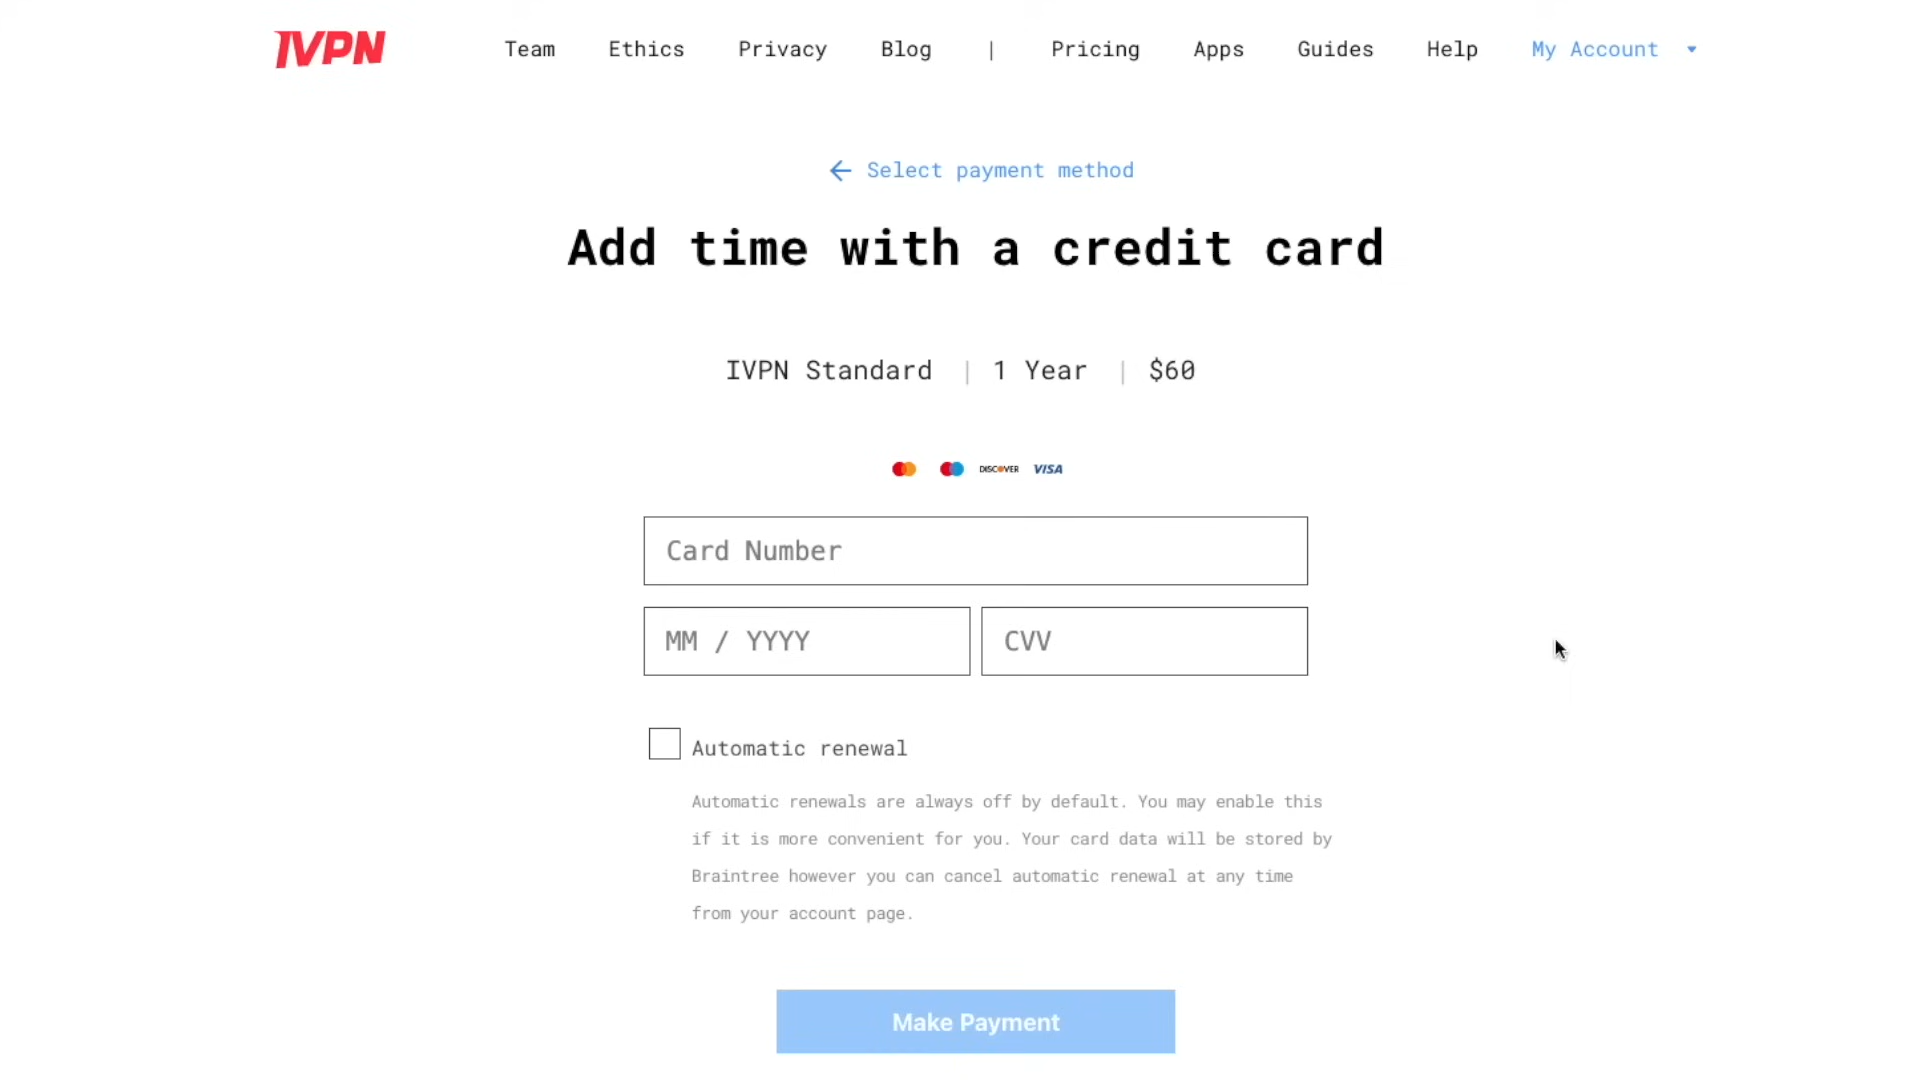 IVPN Team Ethics Privacy Blog | Pricing Apps Guides Help My Account
Select payment method
Add time with a credit card
IVPN Standard | 1 Year | $60
DISCOVER VISA
Card Number
MM / YYYY CVV
Automatic renewal
Automatic renewals are always off by default. You may enable this
if it is more convenient for you. Your card data will be stored by
Braintree however you can cancel automatic renewal at any time
from your account page.
Make Payment